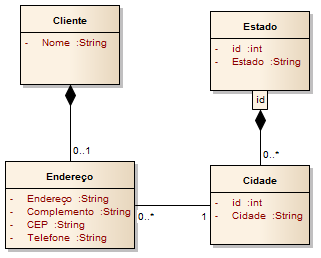 Cliente
- Nome :String
Estado
- id :int
- Estado :String
id
0..1
0..*
Endereço
- Endereço :String
- Complemento :String
- CEP :String
- Telefone :String
0..*
1
Cidade
- id :int
- Cidade :String